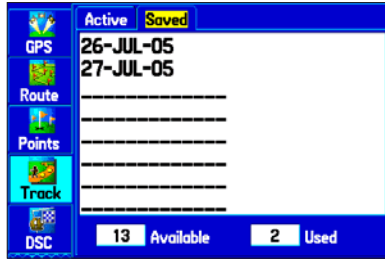 Active Saved
GPS
26-JUL-05
27-JUL-05
Route
Points
Track
DSC
13 Available 2 Used